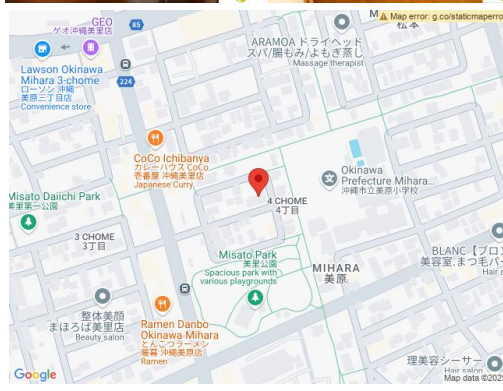 GEO
ゲオ沖縄美里店
85
Lawson Okinawa
Mihara 3-chome
ローソン 沖縄
美原三丁目店
Convenience store
224
ARAMOA ドライヘッド
スパ/腸もみ/よもぎ蒸し
Massage therapist
松本
⚠ Map error: g.co/staticmaperro
CoCo Ichibanya
カレーハウス CoCo
壱番屋 沖縄美里店
Japanese Curry
Okinawa
Prefecture Mihara...
沖縄市立美原小学校
4 CHOME
4丁目
Misato Daiichi Park
美里第一公園
3 CHOME
3丁目
Misato Park
美里公園
Spacious park with
various playgrounds
MIHARA
美原
BLANC【ブロ
美容室.まつ毛パー
Hair s
整体美顔
まほろば美里店
Beauty salon
Ramen Danbo
Okinawa Mihara
とんこつラーメン
暖暮 沖縄美原店
Ramen
理美容シーサー
Hair salon
Google
Map data ©202